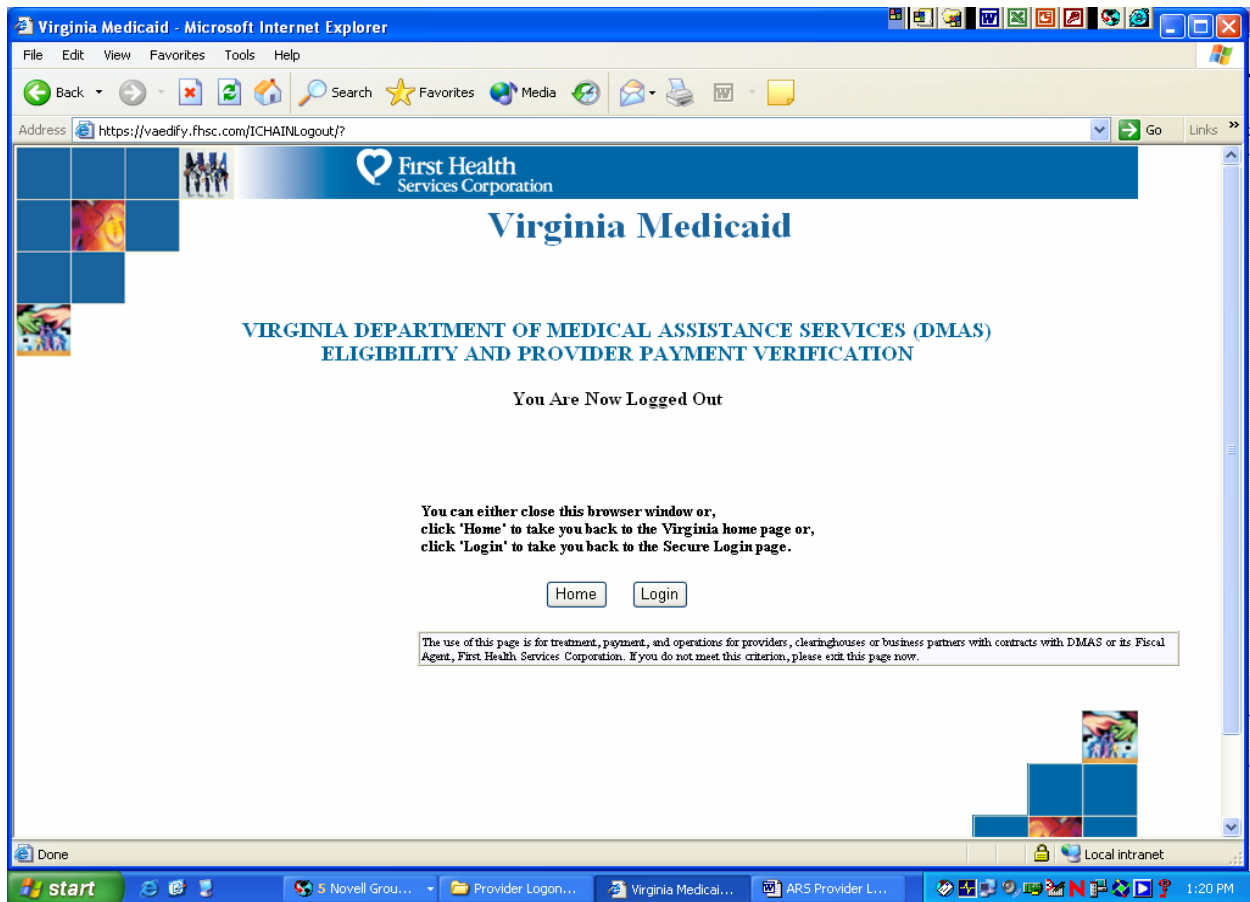 Virginia Medicaid - Microsoft Internet Explorer
File Edit View Favorites Tools Help
Back Search Favorites Media
Address https://vaedify.fhsc.com/ICHAINLogout/? Go Links »
First Health
Services Corporation
Virginia Medicaid
VIRGINIA DEPARTMENT OF MEDICAL ASSISTANCE SERVICES (DMAS)
ELIGIBILITY AND PROVIDER PAYMENT VERIFICATION
You Are Now Logged Out
You can either close this browser window or,
click 'Home' to take you back to the Virginia home page or,
click 'Login' to take you back to the Secure Login page.
Home Login
The use of this page is for treatment, payment, and operations for providers, clearinghouses or business partners with contracts with DMAS or its Fiscal
Agent, First Health Services Corporation. If you do not meet this criterion, please exit this page now.
Done Local intranet
start 5 Novell Grou... Provider Logon... Virginia Medicai... ARS Provider L... 1:20 PM